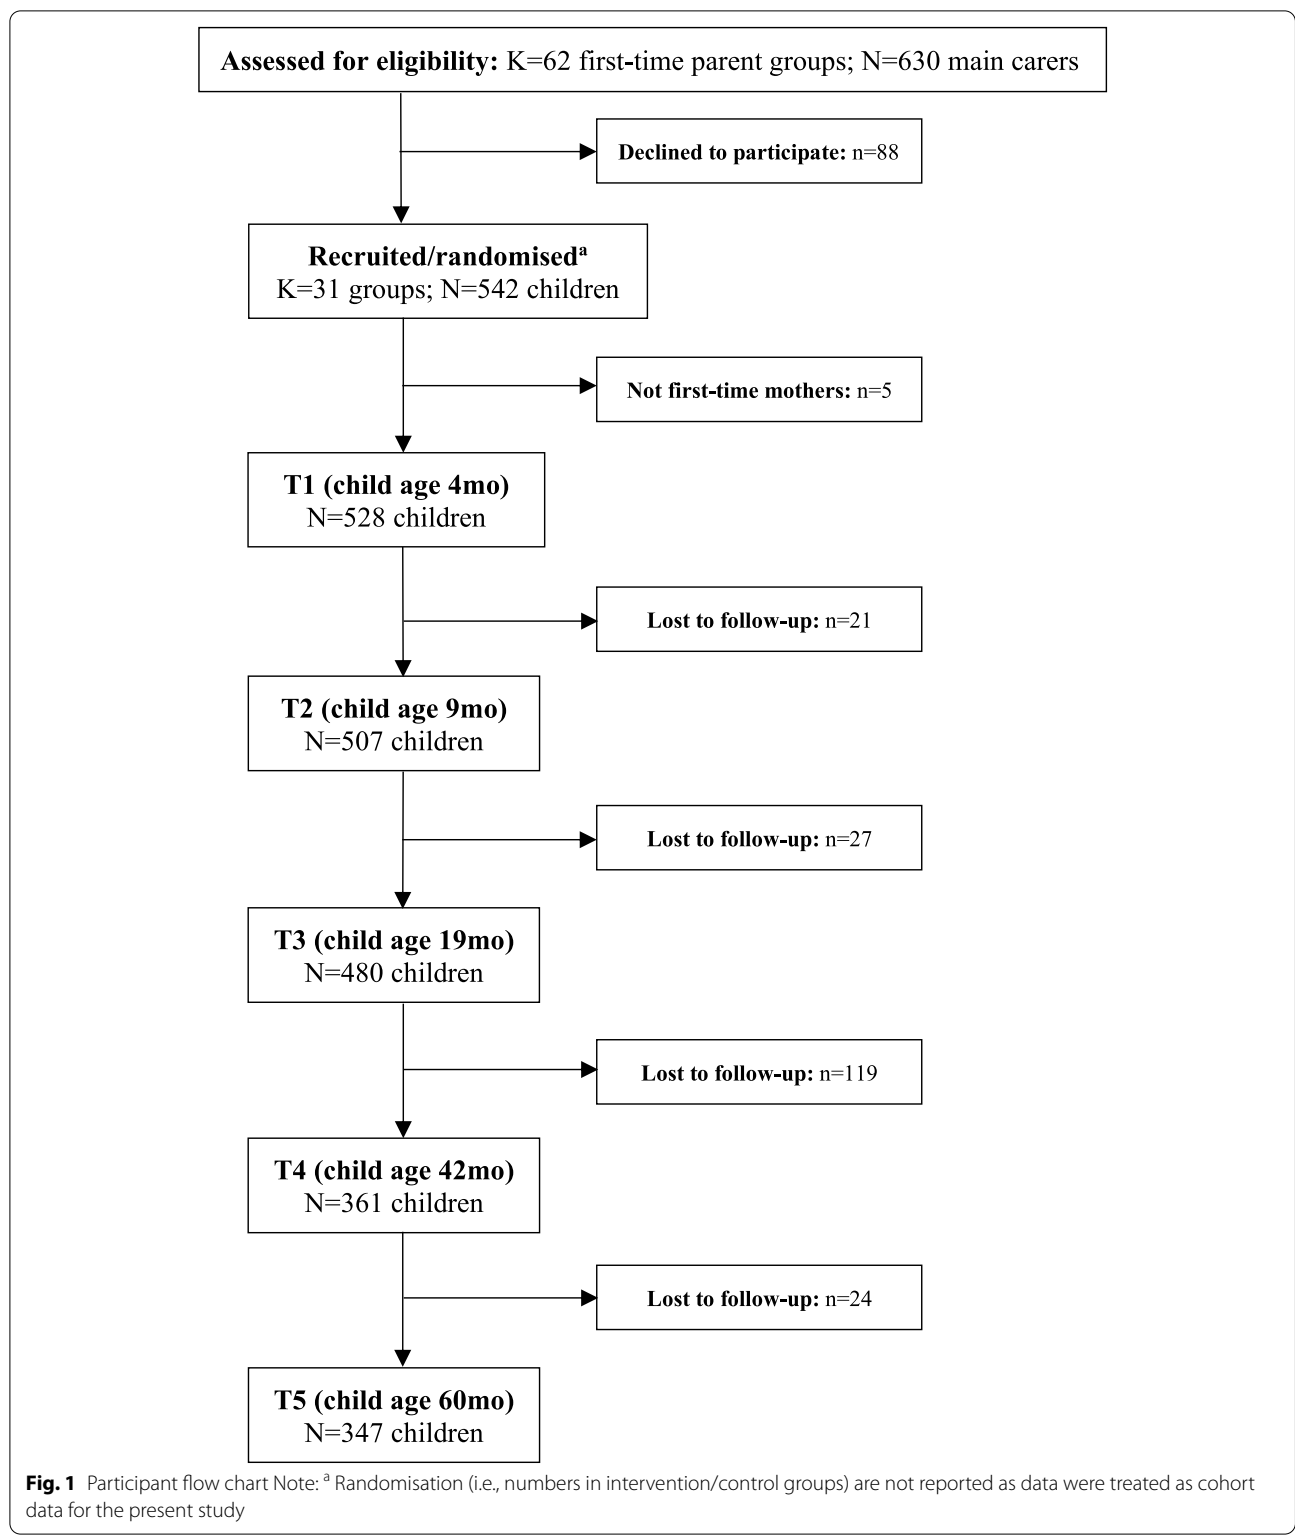 Assessed for eligibility: K=62 first-time parent groups; N=630 main carers
Declined to participate: n=88
Recruited/randomisedᵃ
K=31 groups; N=542 children
Not first-time mothers: n=5
T1 (child age 4mo)
N=528 children
Lost to follow-up: n=21
T2 (child age 9mo)
N=507 children
Lost to follow-up: n=27
T3 (child age 19mo)
N=480 children
Lost to follow-up: n=119
T4 (child age 42mo)
N=361 children
Lost to follow-up: n=24
T5 (child age 60mo)
N=347 children
Fig. 1 Participant flow chart Note: ᵃ Randomisation (i.e., numbers in intervention/control groups) are not reported as data were treated as cohort
data for the present study